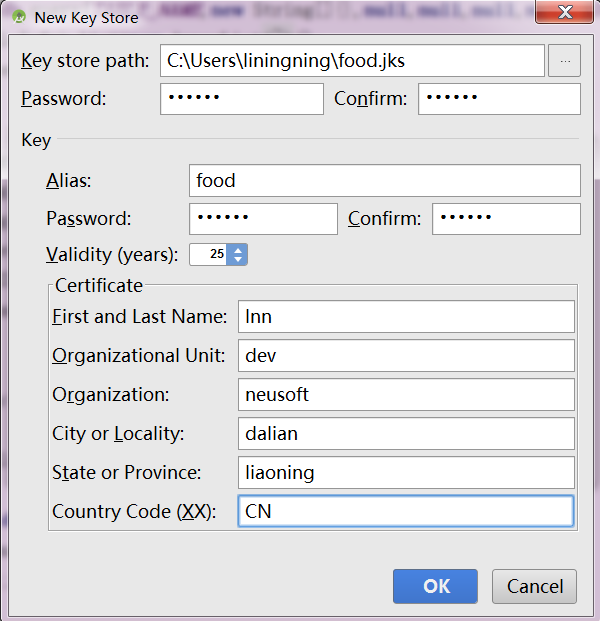 New Key Store
Key store path: C:\Users\liningning\food.jks ...
Password: •••••• Confirm: ••••••
Key
Alias: food
Password: •••••• Confirm: ••••••
Validity (years): 25
Certificate
First and Last Name: lnn
Organizational Unit: dev
Organization: neusoft
City or Locality: dalian
State or Province: liaoning
Country Code (XX): CN
OK Cancel